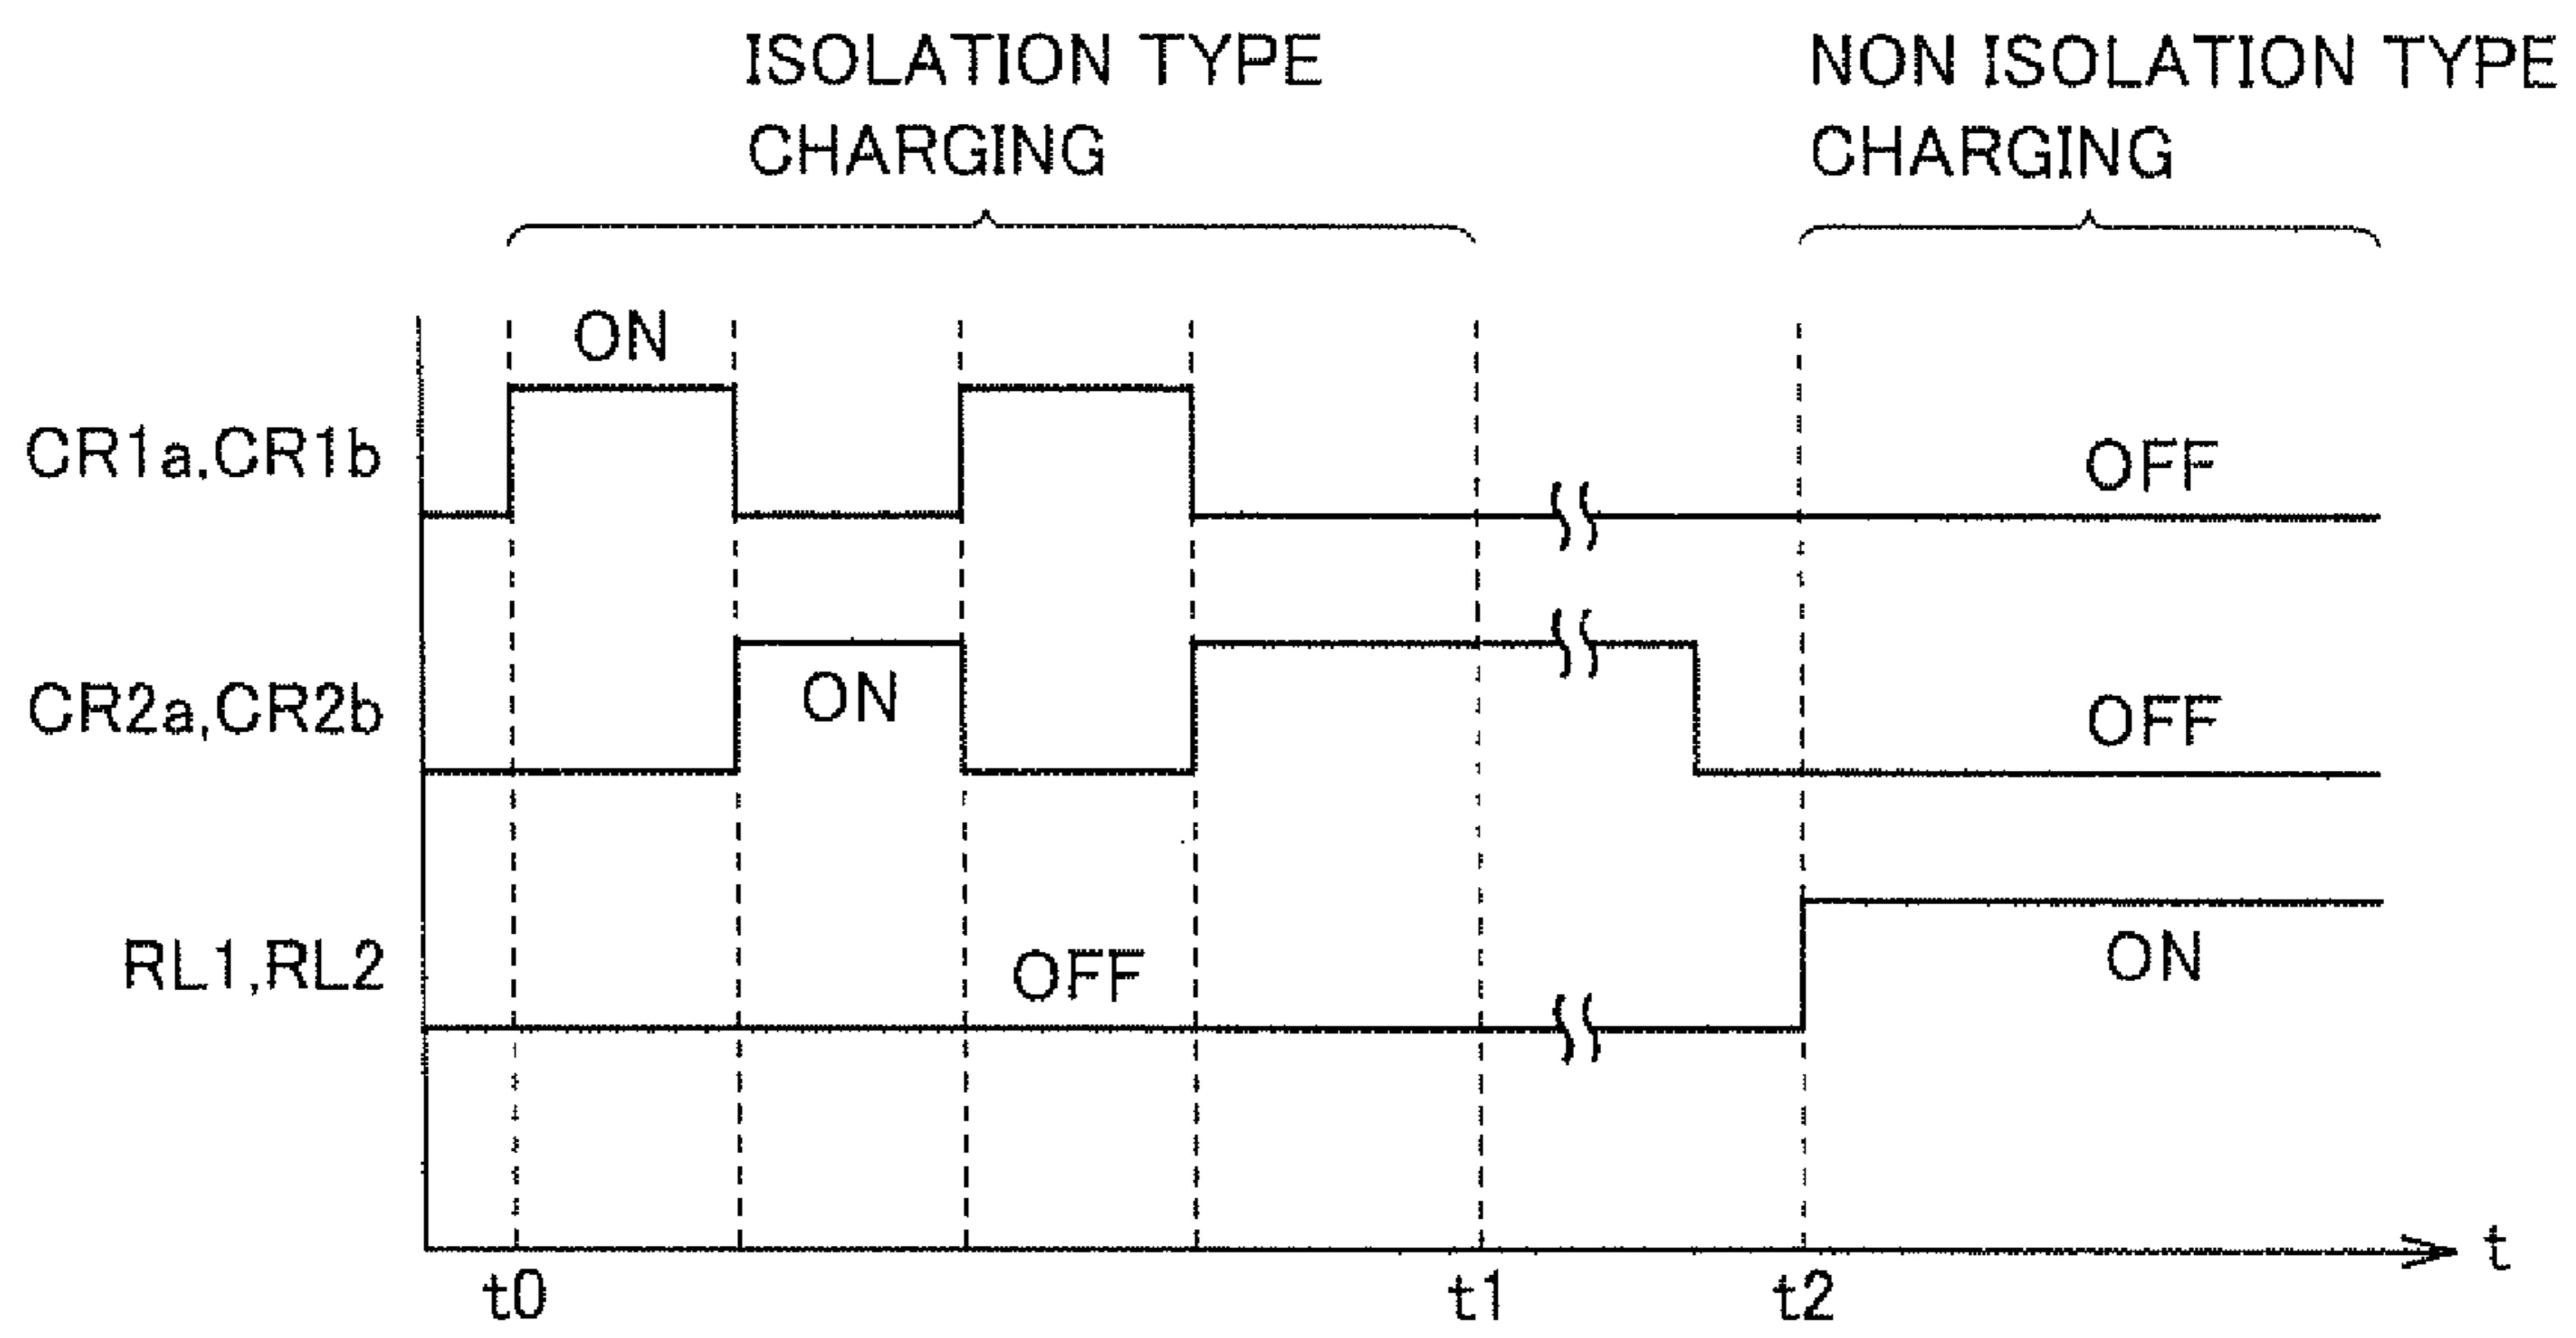 ISOLATION TYPE
CHARGING
NON ISOLATION TYPE
CHARGING
ON
CR1a,CR1b
OFF
CR2a,CR2b
ON
OFF
RL1,RL2
OFF
ON
t
t0
t1
t2